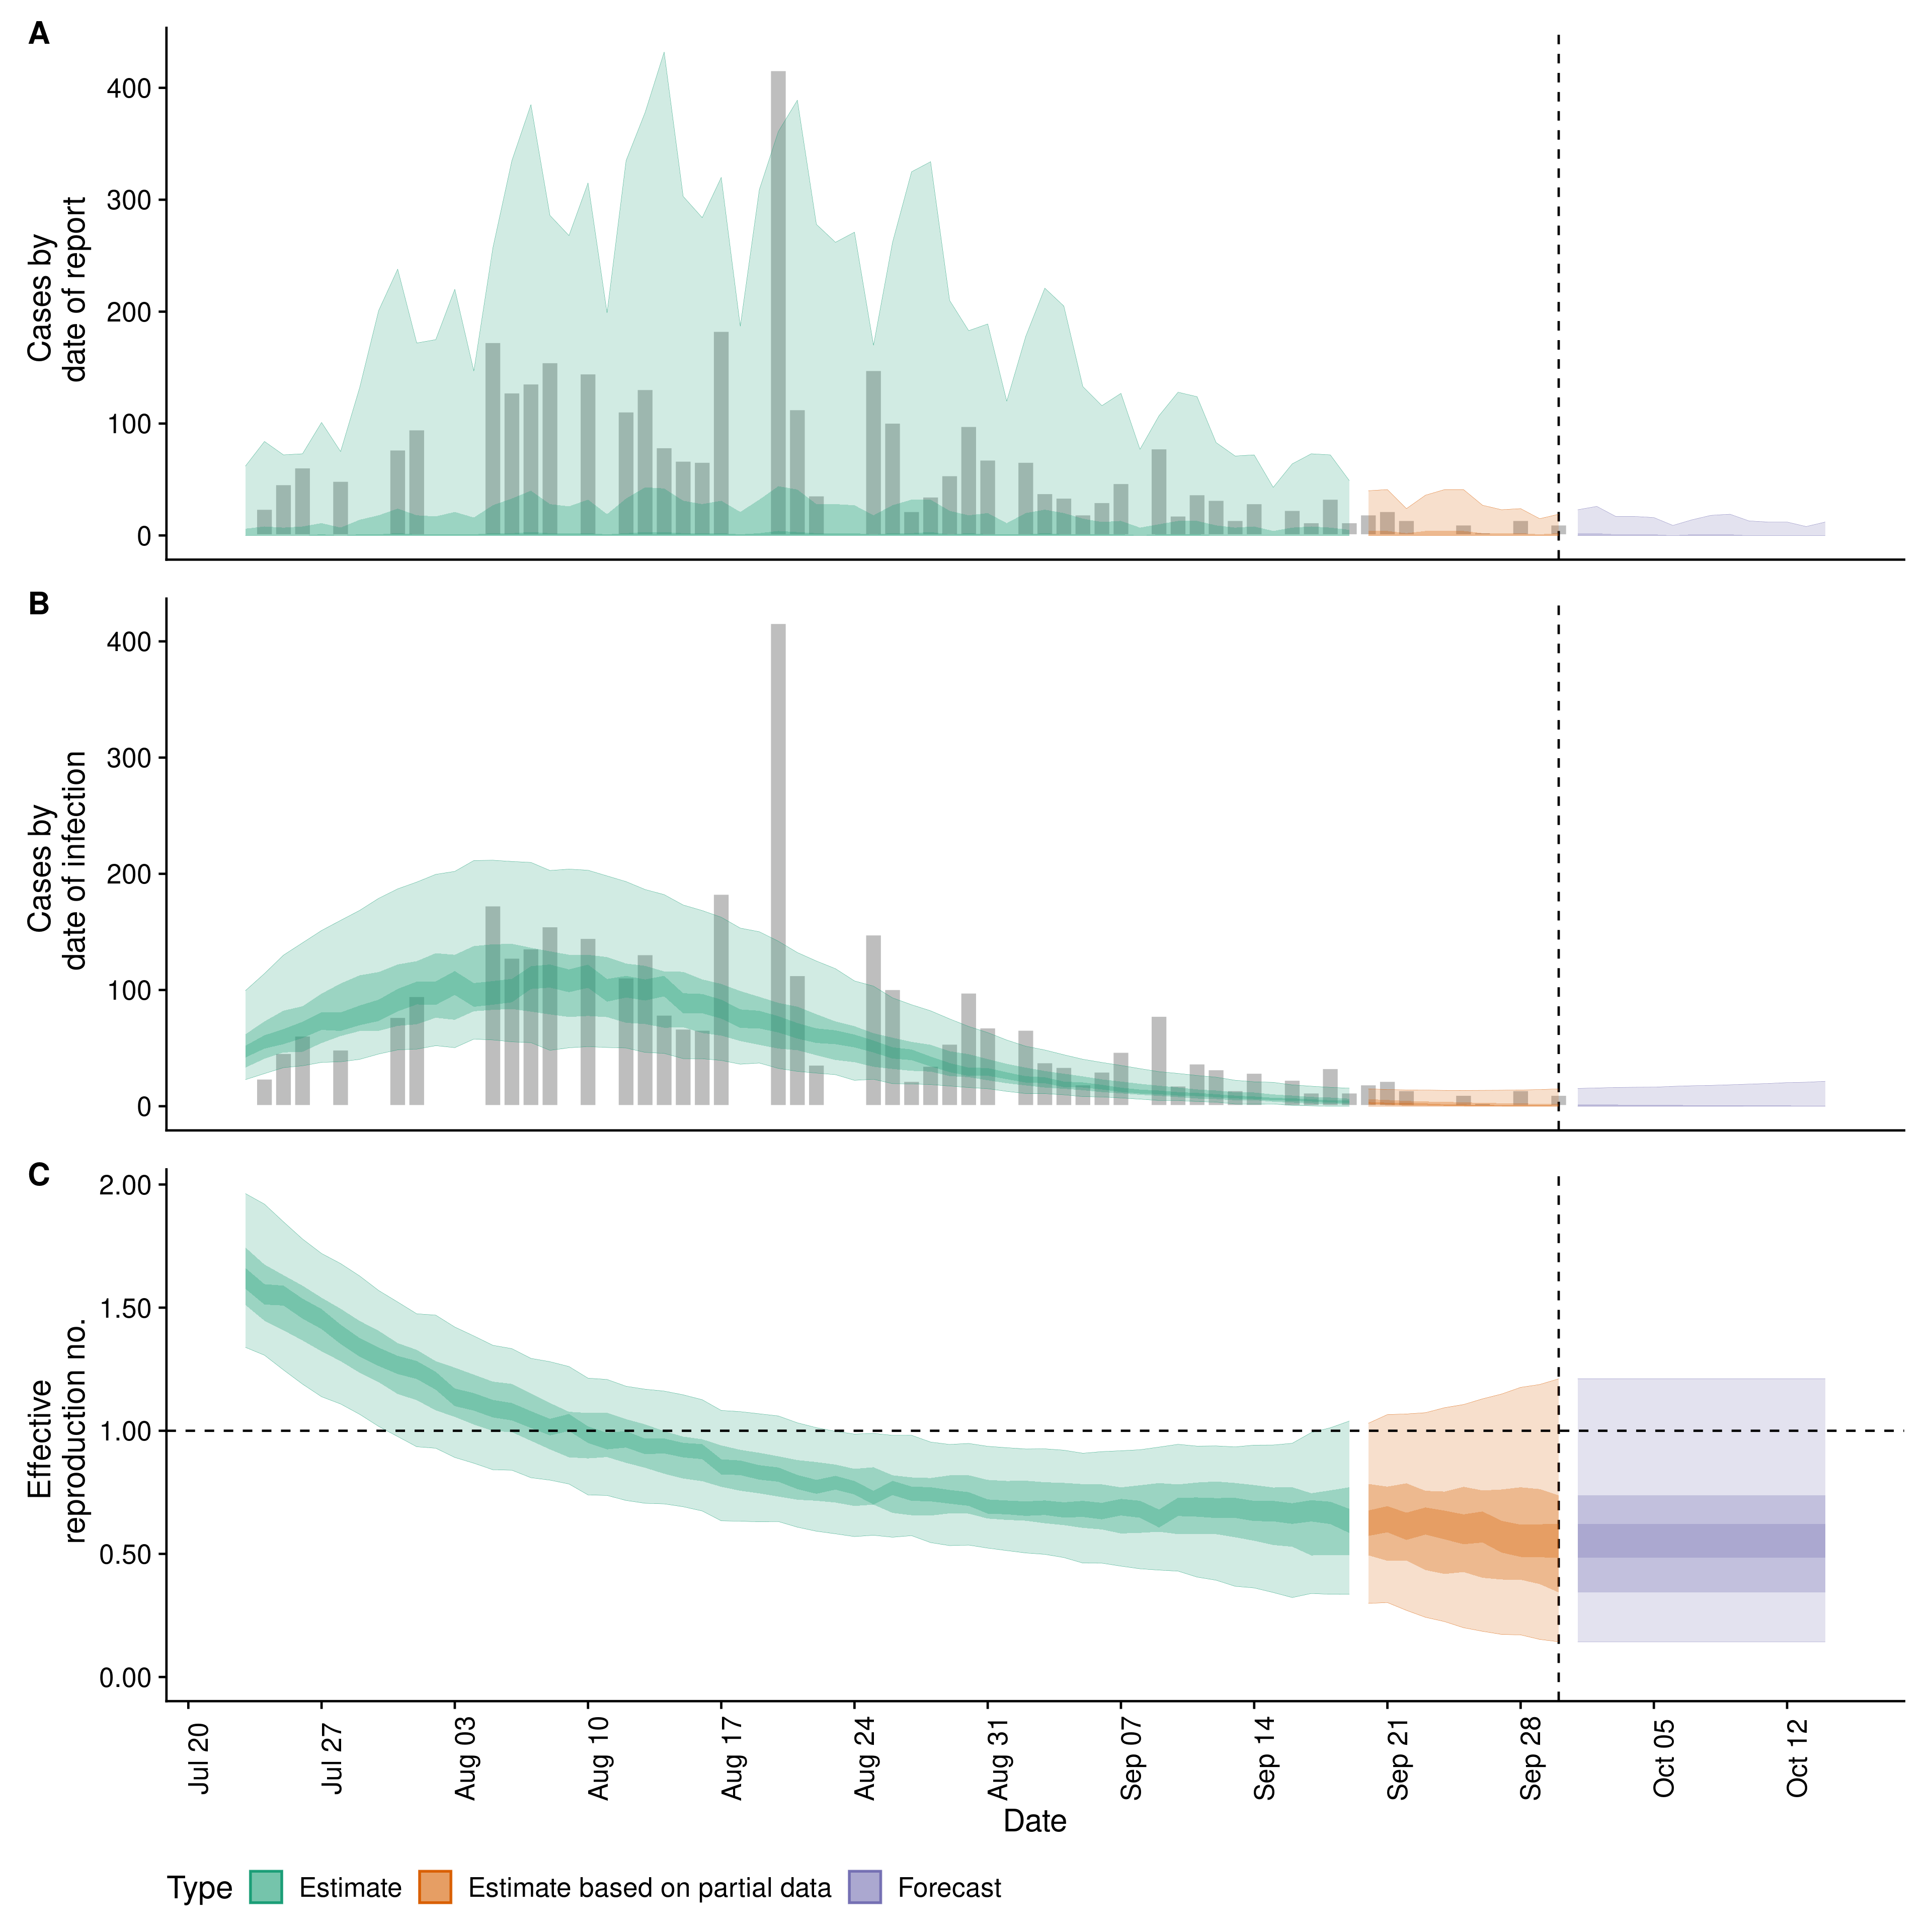 A
Cases by
date of report
400
300
200
100
0
B
Cases by
date of infection
400
300
200
100
0
C
Effective
reproduction no.
2.00
1.50
1.00
0.50
0.00
Jul 20
Jul 27
Aug 03
Aug 10
Aug 17
Aug 24
Aug 31
Sep 07
Sep 14
Sep 21
Sep 28
Oct 05
Oct 12
Date
Type Estimate Estimate based on partial data Forecast